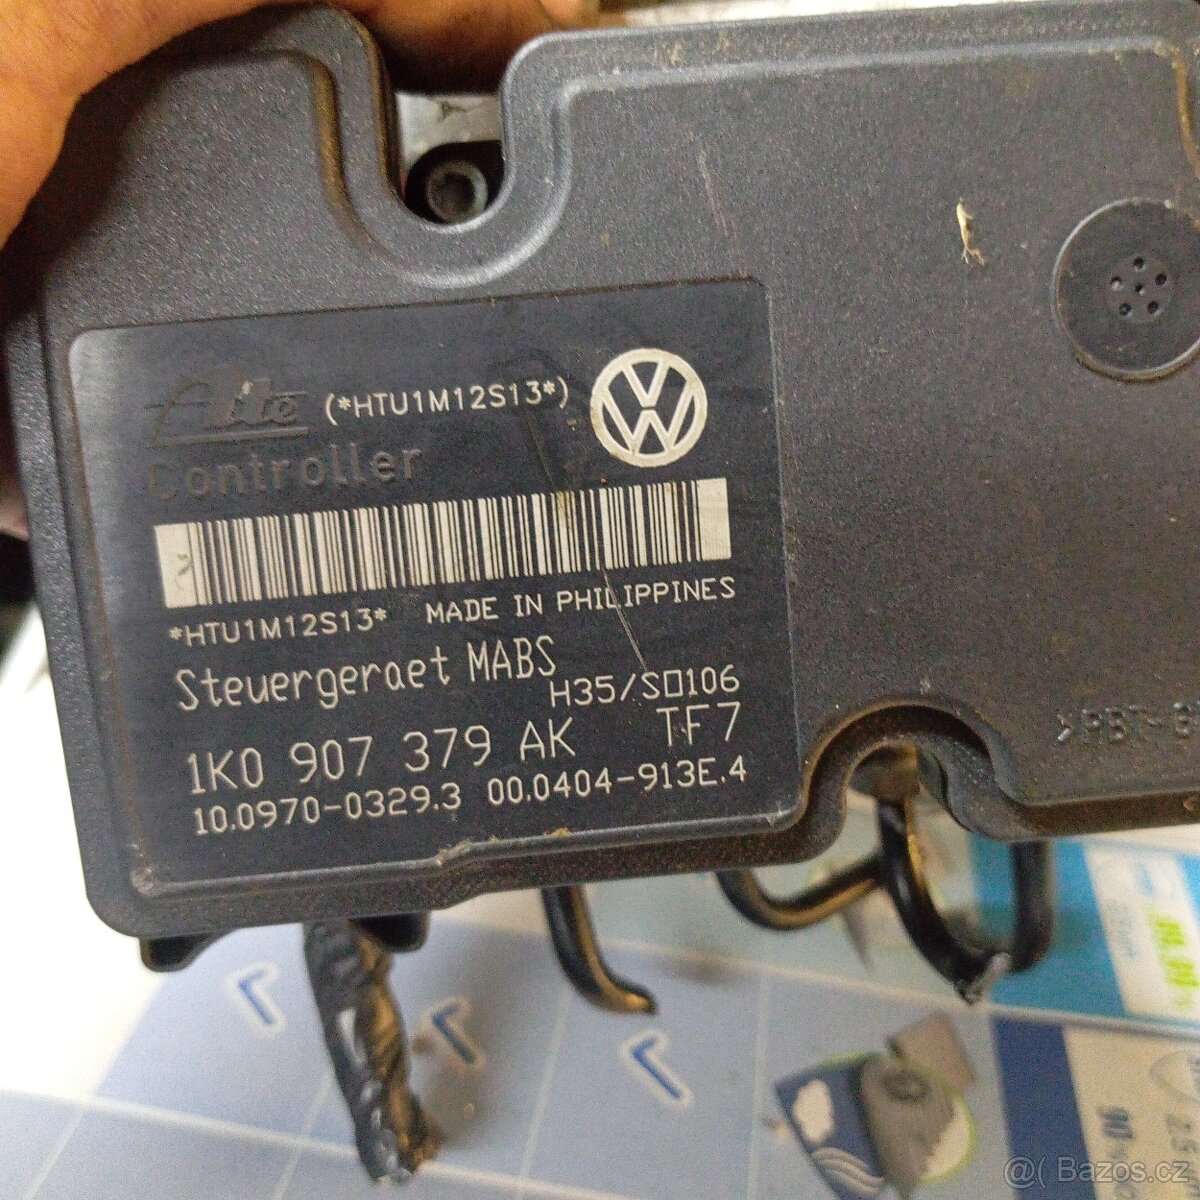 Ate (*HTU1M12S13*)
Controller
*HTU1M12S13* MADE IN PHILIPPINES
Steuergeraet MABS
H35/S□106
1K0 907 379 AK TF7
10.0970-0329.3 00.0404-913E.4
>PBT-G
@( Bazos.cz